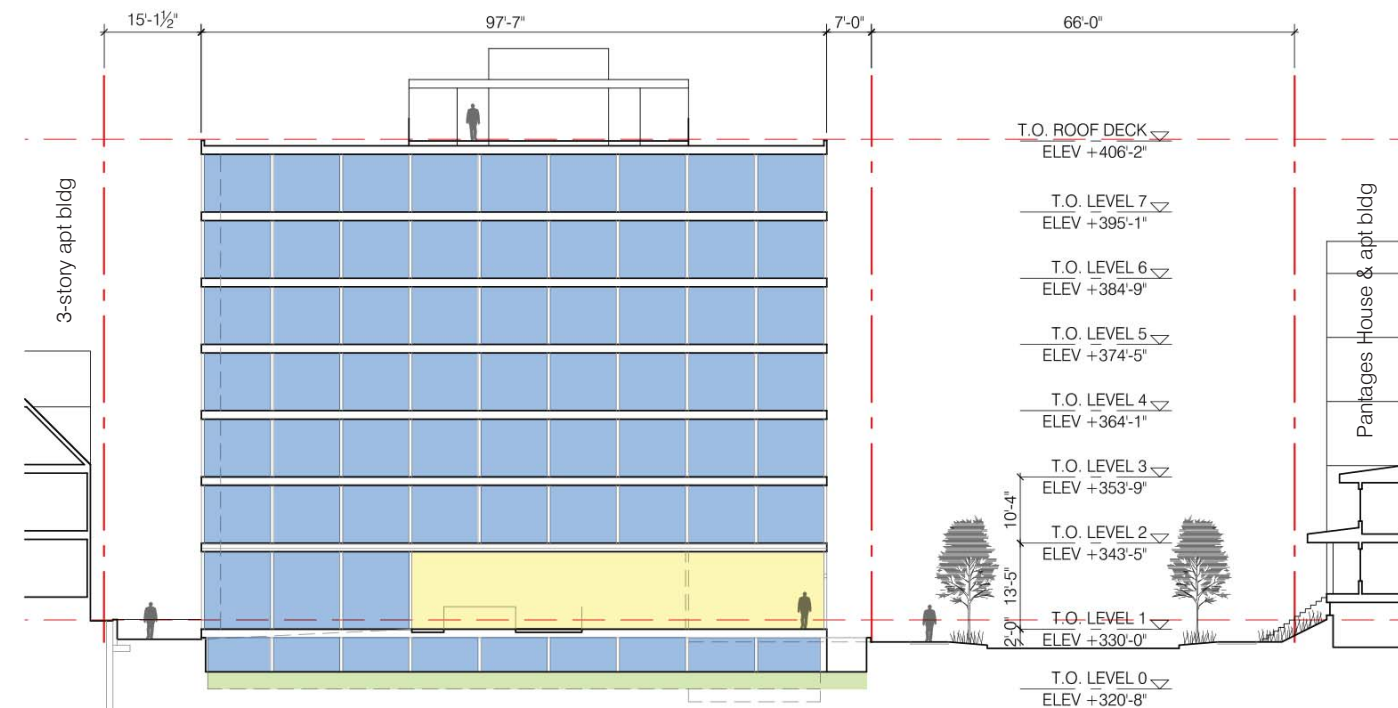 15'-1½"
97'-7"
7'-0"
66'-0"
T.O. ROOF DECK
ELEV +406'-2"
T.O. LEVEL 7
ELEV +395'-1"
T.O. LEVEL 6
ELEV +384'-9"
T.O. LEVEL 5
ELEV +374'-5"
T.O. LEVEL 4
ELEV +364'-1"
T.O. LEVEL 3
ELEV +353'-9"
10'-4"
T.O. LEVEL 2
ELEV +343'-5"
13'-5"
T.O. LEVEL 1
ELEV +330'-0"
2'-0"
T.O. LEVEL 0
ELEV +320'-8"
3-story apt bldg
Pantages House & apt bldg